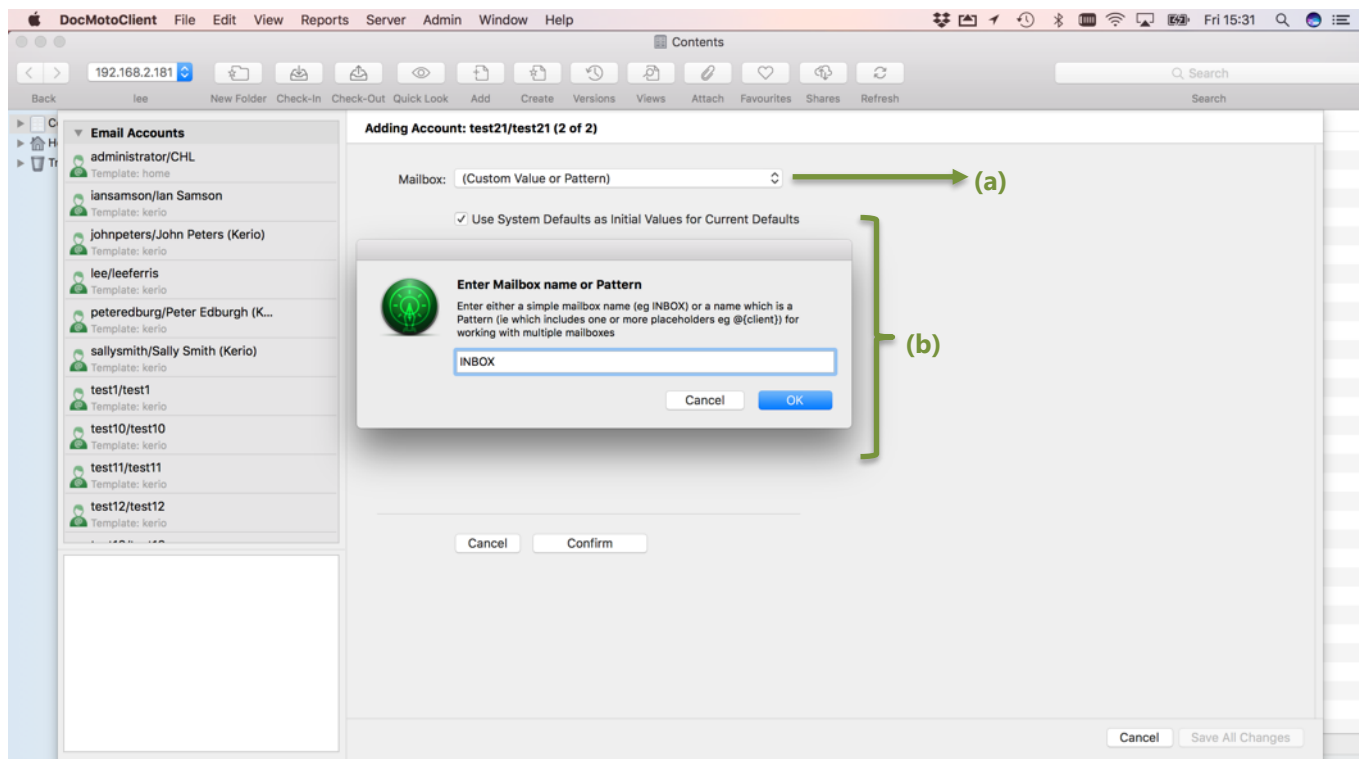 DocMotoClient File Edit View Reports Server Admin Window Help Fri 15:31
Contents
192.168.2.181 Search
Back lee New Folder Check-In Check-Out Quick Look Add Create Versions Views Attach Favourites Shares Refresh Search
Email Accounts
Adding Account: test21/test21 (2 of 2)
administrator/CHL
Template: home
Mailbox: (Custom Value or Pattern)
(a)
iansamson/Ian Samson
Template: kerio
Use System Defaults as Initial Values for Current Defaults
johnpeters/John Peters (Kerio)
Template: kerio
lee/leeferris
Template: kerio
peteredburg/Peter Edburgh (K...
Template: kerio
sallysmith/Sally Smith (Kerio)
Template: kerio
test1/test1
Template: kerio
test10/test10
Template: kerio
test11/test11
Template: kerio
test12/test12
Template: kerio
Enter Mailbox name or Pattern
Enter either a simple mailbox name (eg INBOX) or a name which is a
Pattern (ie which includes one or more placeholders eg @{client}) for
working with multiple mailboxes
INBOX
Cancel OK
(b)
Cancel Confirm
Cancel Save All Changes